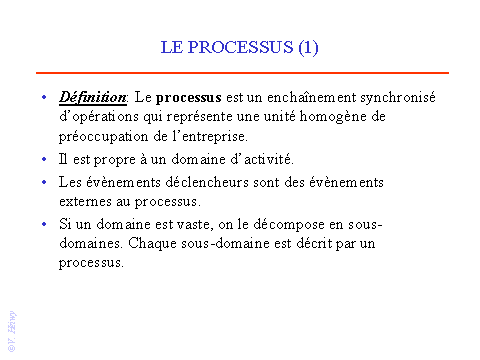 LE PROCESSUS (1)
• Définition: Le processus est un enchaînement synchronisé
d'opérations qui représente une unité homogène de
préoccupation de l'entreprise.
• Il est propre à un domaine d'activité.
• Les évènements déclencheurs sont des évènements
externes au processus.
• Si un domaine est vaste, on le décompose en sous-
domaines. Chaque sous-domaine est décrit par un
processus.
©V.